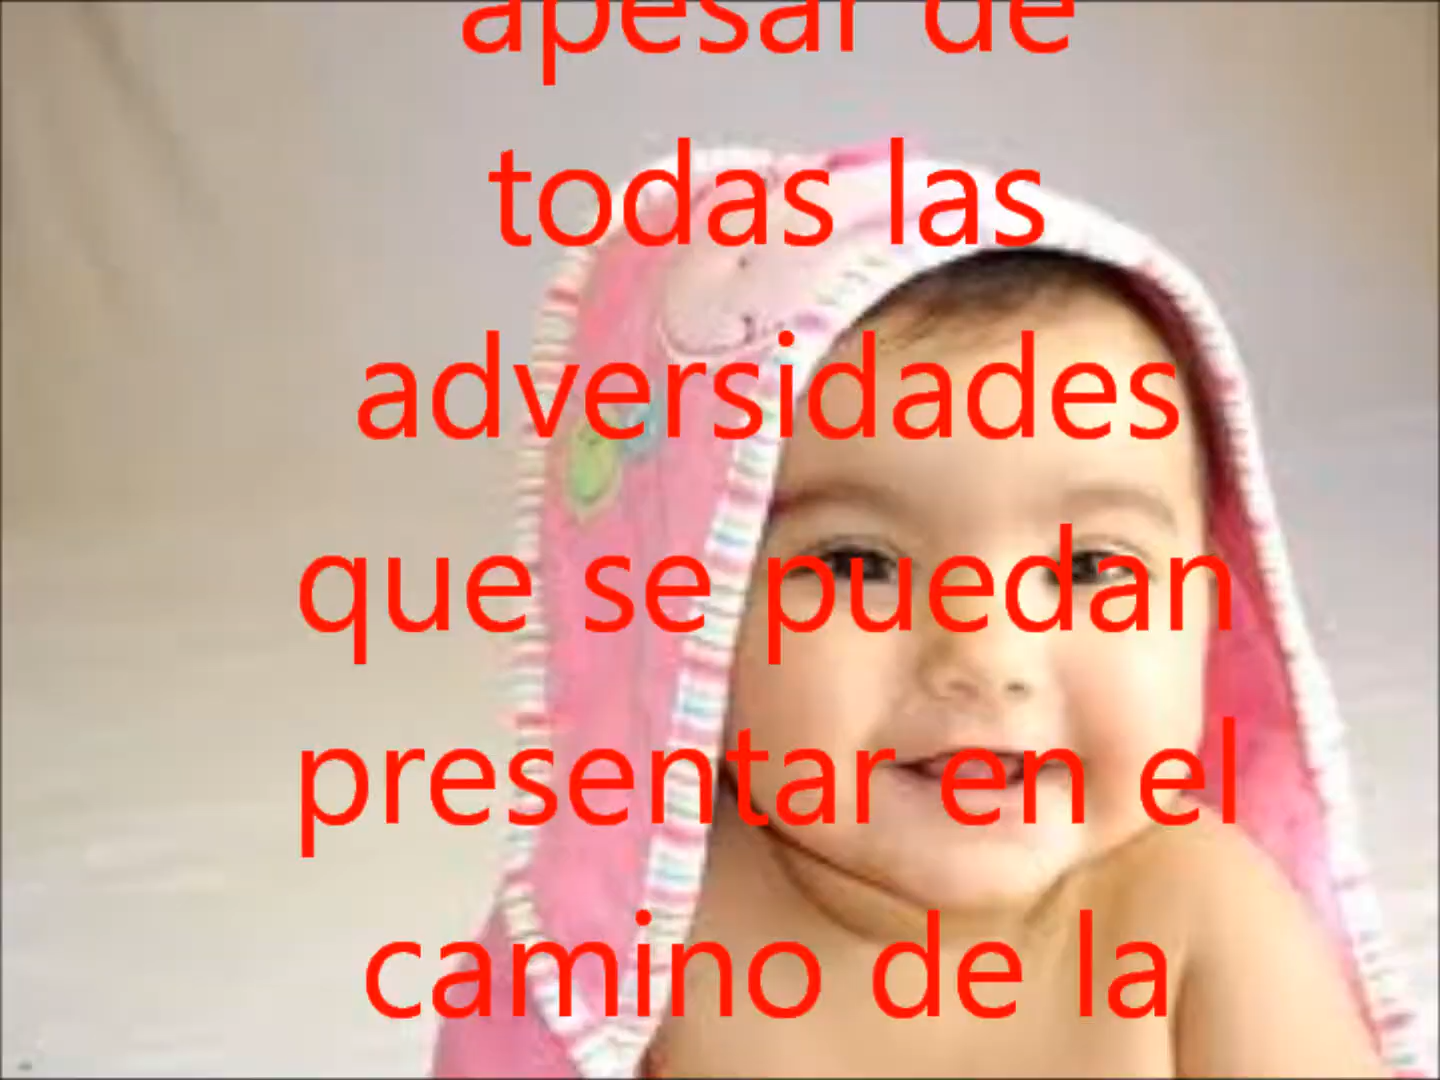 apesar de
todas las
adversidades
que se puedan
presentar en el
camino de la